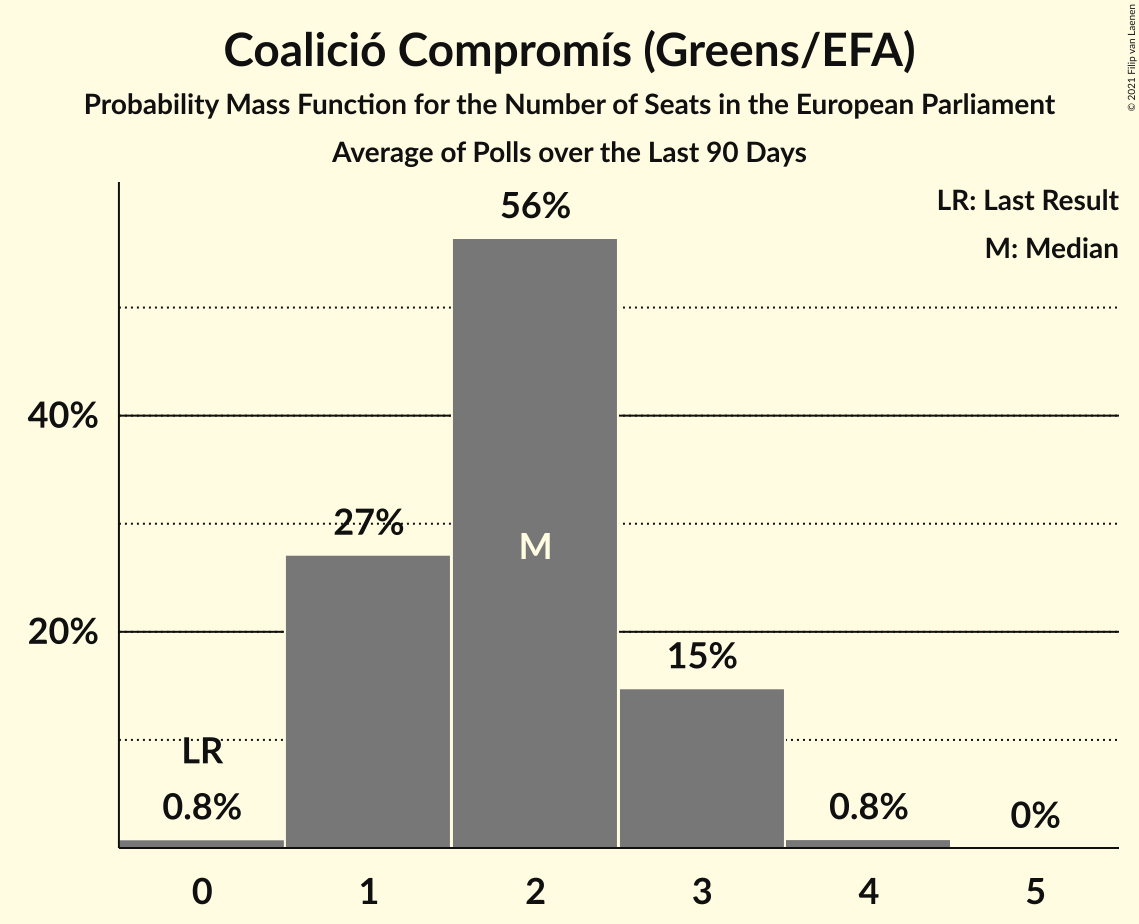 Coalició Compromís (Greens/EFA)
Probability Mass Function for the Number of Seats in the European Parliament
Average of Polls over the Last 90 Days
© 2021 Filip van Laenen
LR: Last Result
M: Median
56%
40%
27%
M
20%
15%
LR
0.8%
0.8%
0%
0 1 2 3 4 5